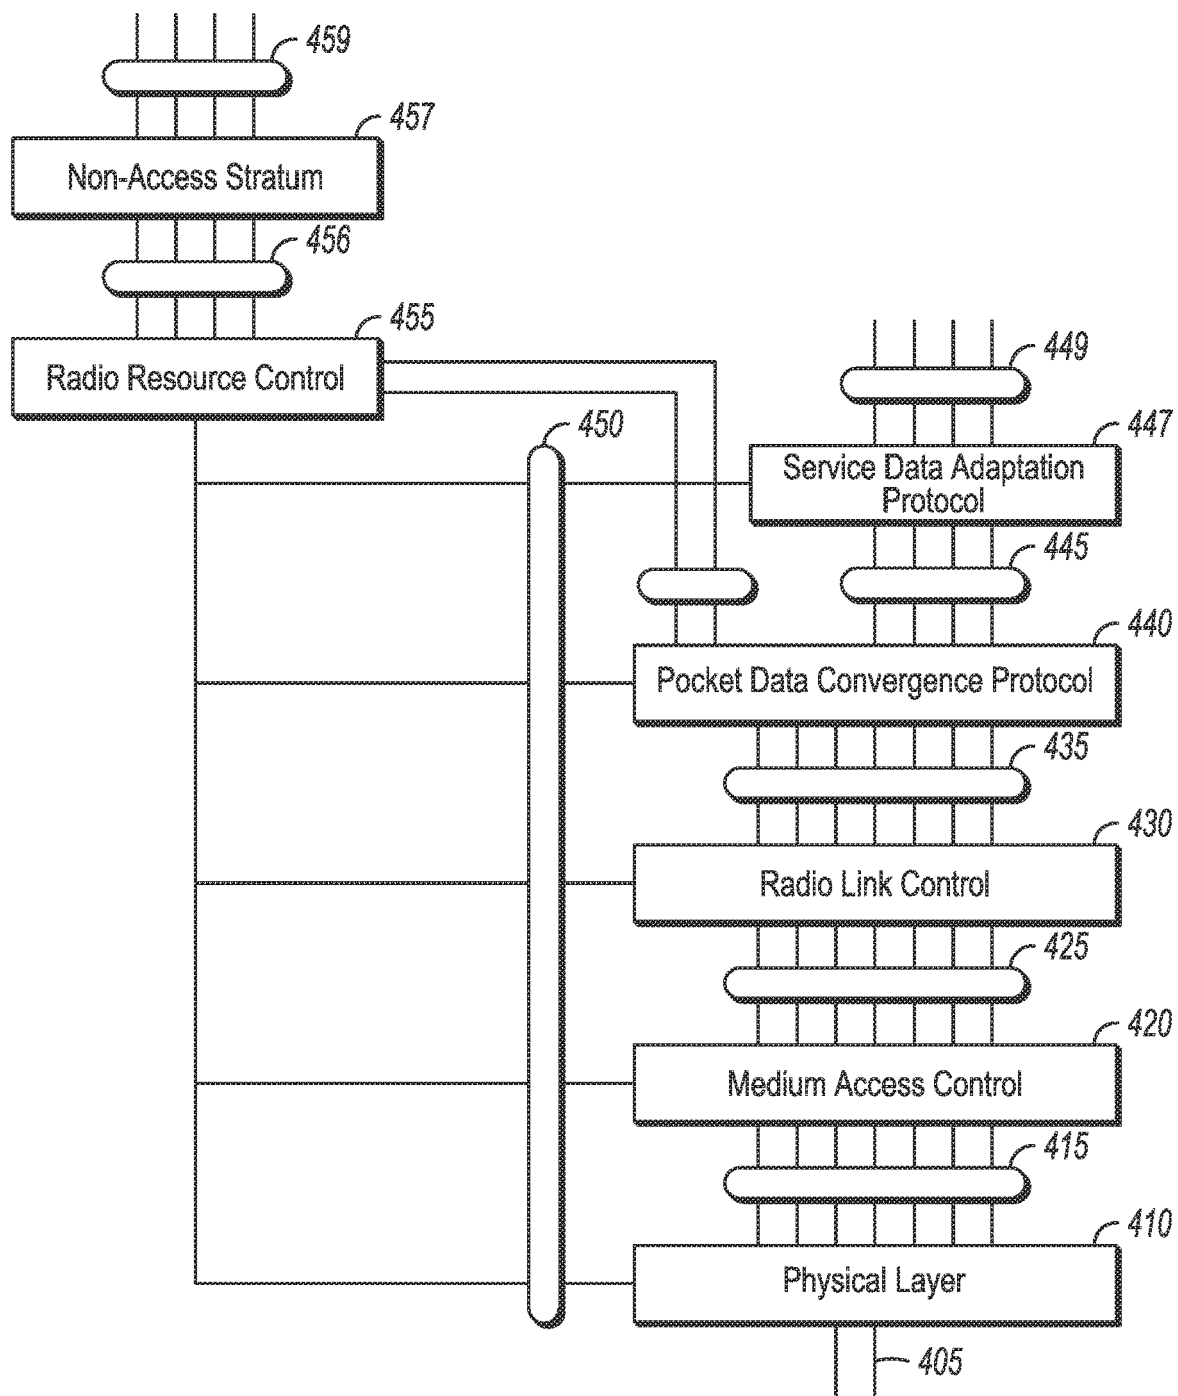 459
457
Non-Access Stratum
456
455
Radio Resource Control
449
450
447
Service Data Adaptation
Protocol
445
440
Pocket Data Convergence Protocol
435
430
Radio Link Control
425
420
Medium Access Control
415
410
Physical Layer
405